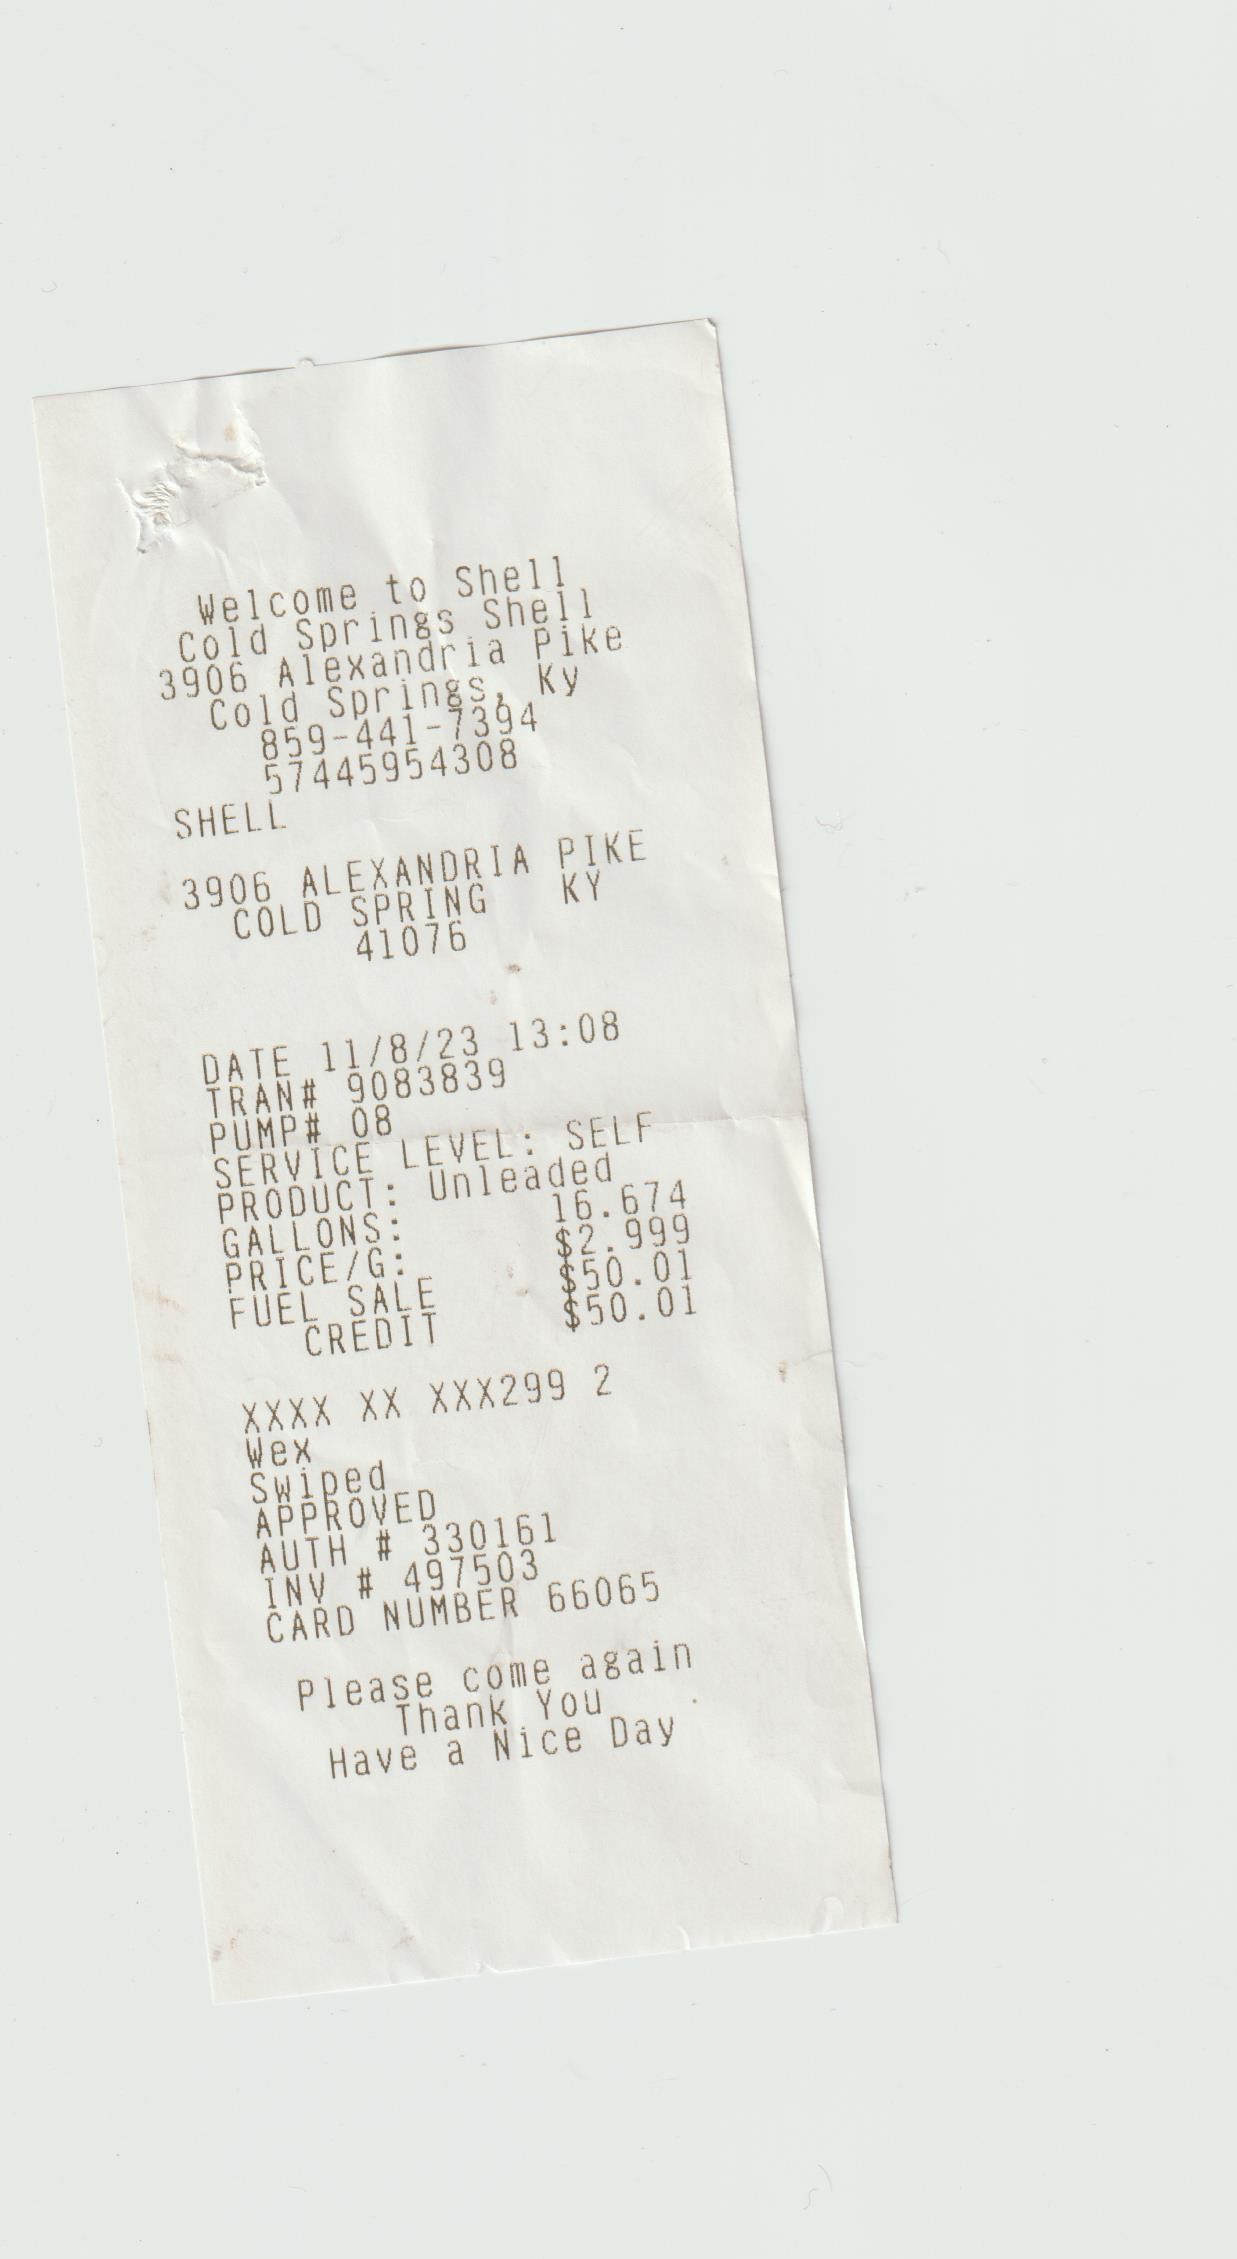 Welcome to Shell
Cold Springs Shell
3906 Alexandria Pike
Cold Springs, Ky
859-441-7394
57445954308
SHELL
3906 ALEXANDRIA PIKE
COLD SPRING KY
41076
DATE 11/8/23 13:08
TRAN# 9083839
PUMP# 08
SERVICE LEVEL: SELF
PRODUCT: Unleaded
GALLONS: 16.674
PRICE/G: $2.999
FUEL SALE $50.01
CREDIT $50.01
XXXX XX XXX299 2
Wex
Swiped
APPROVED
AUTH # 330161
INV # 497503
CARD NUMBER 66065
Please come again
Thank You
Have a Nice Day